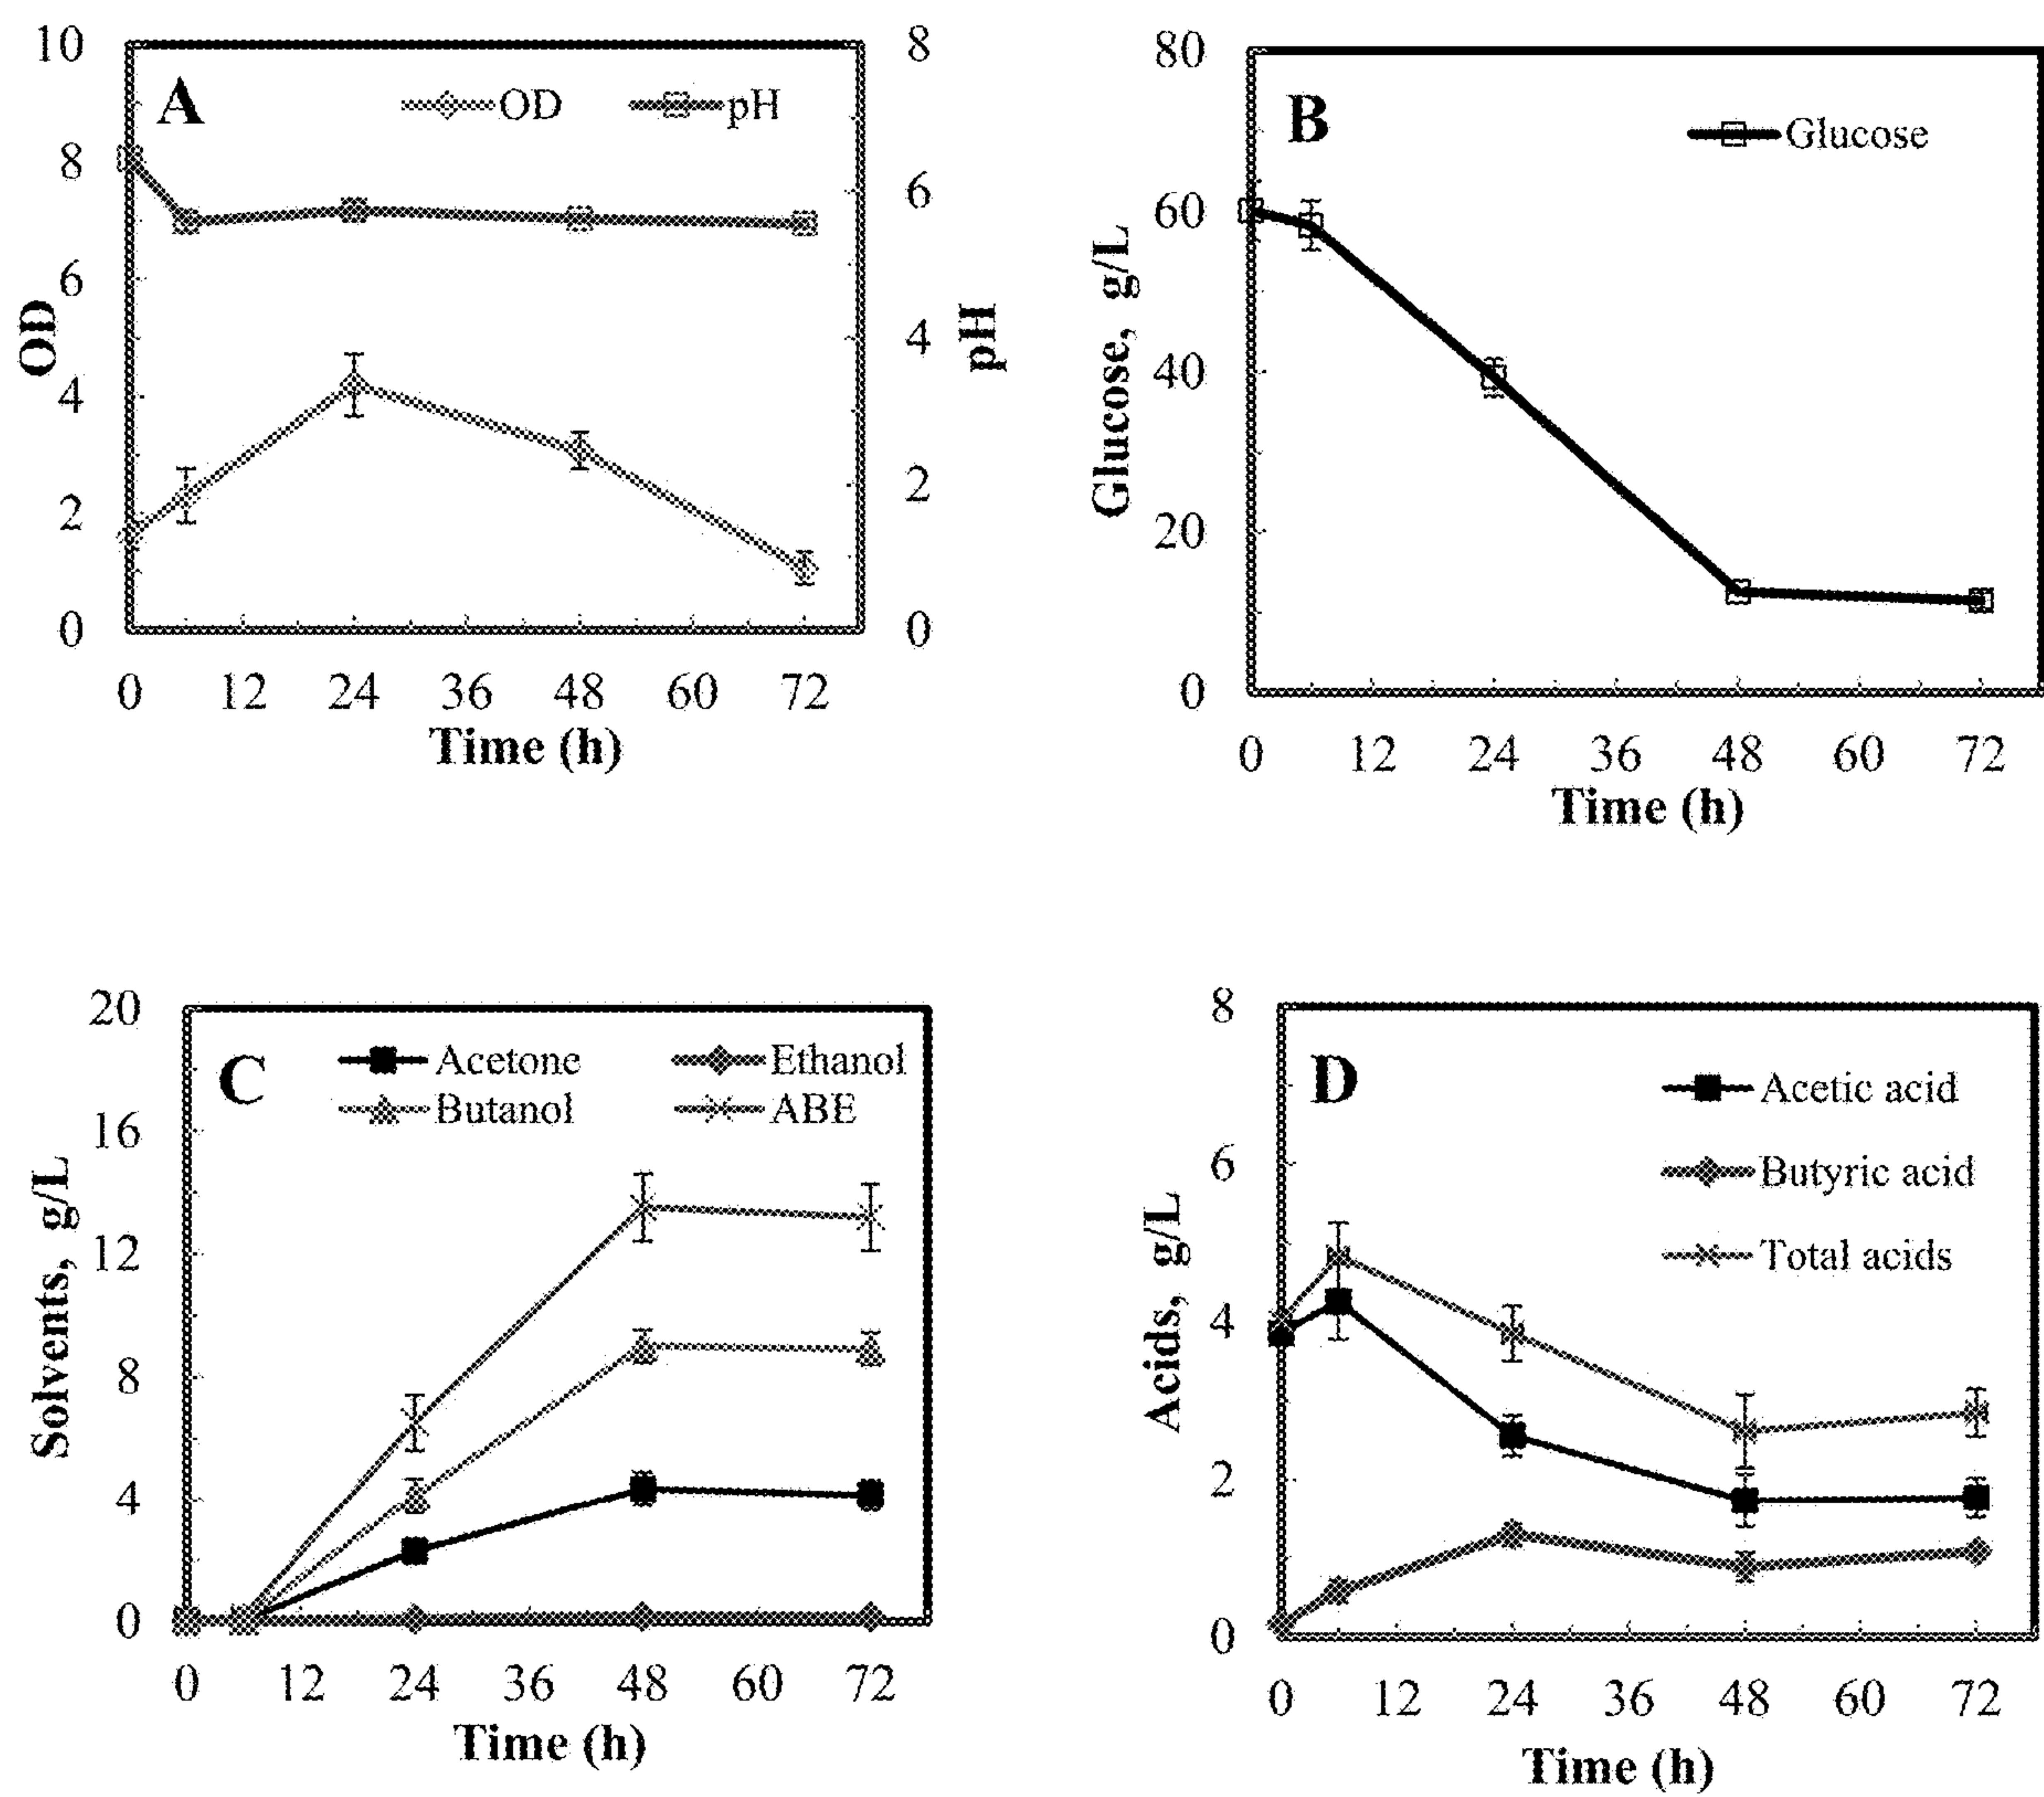 A
OD
pH
10
8
6
4
2
0
OD
8
6
4
2
0
pH
0 12 24 36 48 60 72
Time (h)
B
Glucose
80
60
40
20
0
Glucose, g/L
0 12 24 36 48 60 72
Time (h)
C
Acetone Ethanol
Butanol ABE
20
16
12
8
4
0
Solvents, g/L
0 12 24 36 48 60 72
Time (h)
D
Acetic acid
Butyric acid
Total acids
8
6
4
2
0
Acids, g/L
0 12 24 36 48 60 72
Time (h)